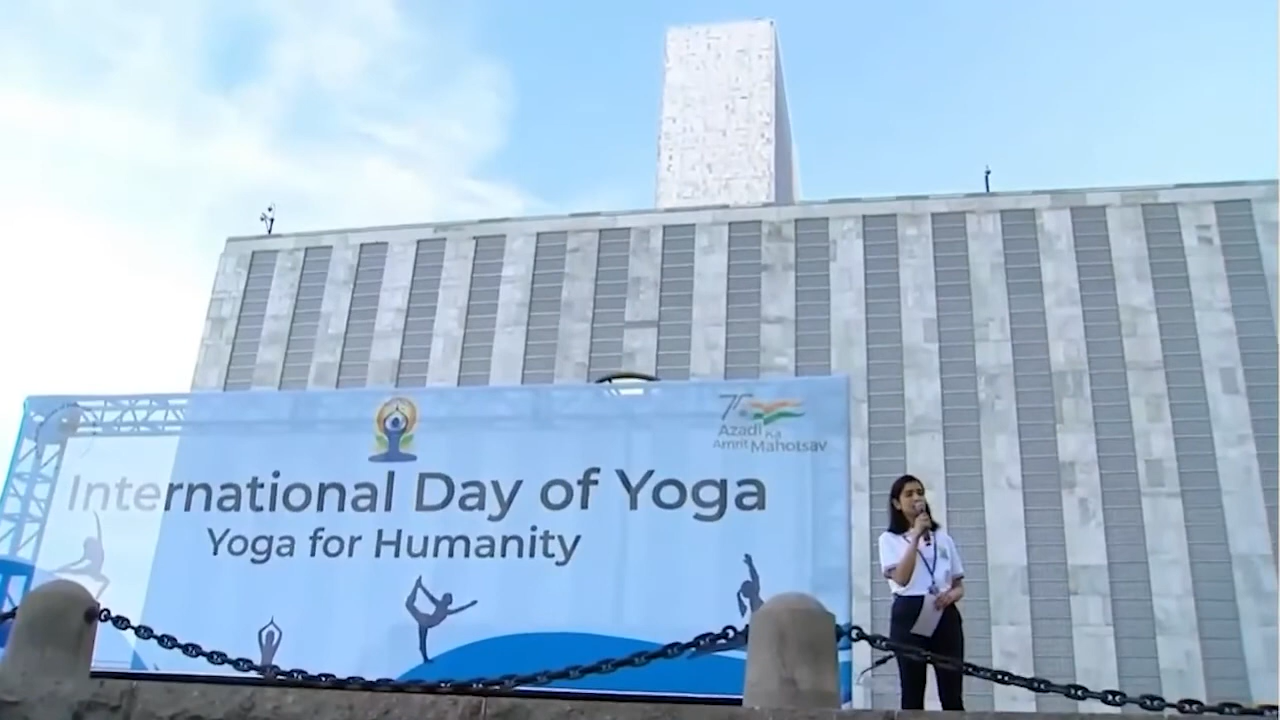 75
Azadi Ka
Amrit Mahotsav
International Day of Yoga
Yoga for Humanity